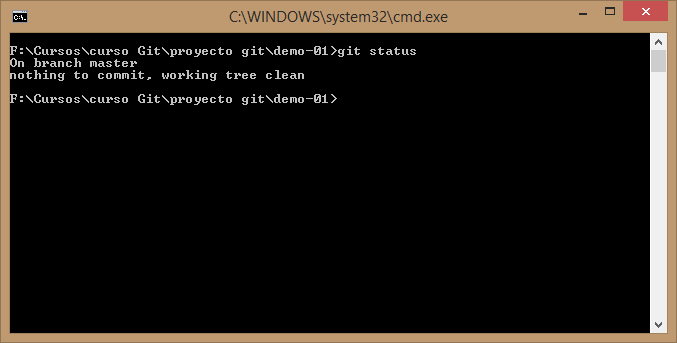 C:\WINDOWS\system32\cmd.exe
F:\Cursos\curso Git\proyecto git\demo-01>git status
On branch master
nothing to commit, working tree clean
F:\Cursos\curso Git\proyecto git\demo-01>